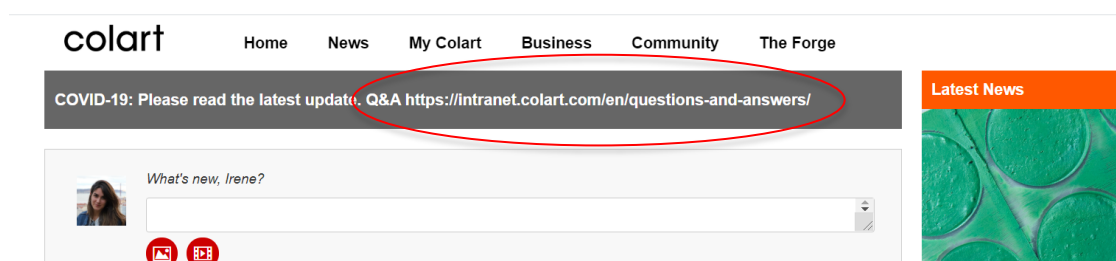 colart
Home News My Colart Business Community The Forge
COVID-19: Please read the latest update. Q&A https://intranet.colart.com/en/questions-and-answers/
Latest News
What's new, Irene?